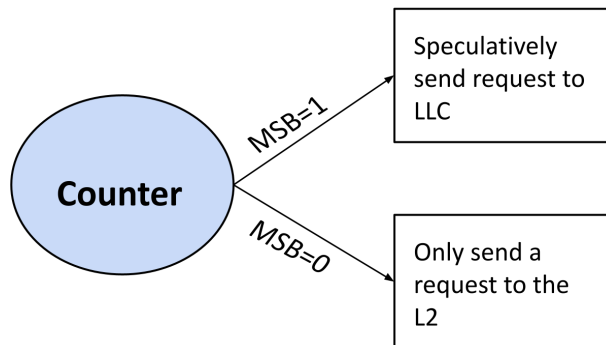 Counter
MSB=1
Speculatively
send request to
LLC
MSB=0
Only send a
request to the
L2